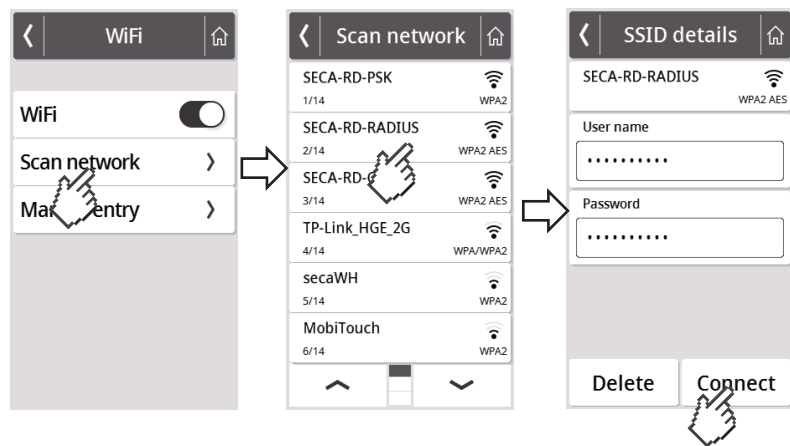 WiFi
WiFi
Scan network
entry
Scan network
SECA-RD-PSK
1/14 WPA2
SECA-RD-RADIUS
2/14 WPA2 AES
SECA-RD-
3/14 WPA2 AES
TP-Link_HGE_2G
4/14 WPA/WPA2
secaWH
5/14 WPA2
MobiTouch
6/14 WPA2
SSID details
SECA-RD-RADIUS
WPA2 AES
User name
••••••••••
Password
••••••••••
Delete Connect